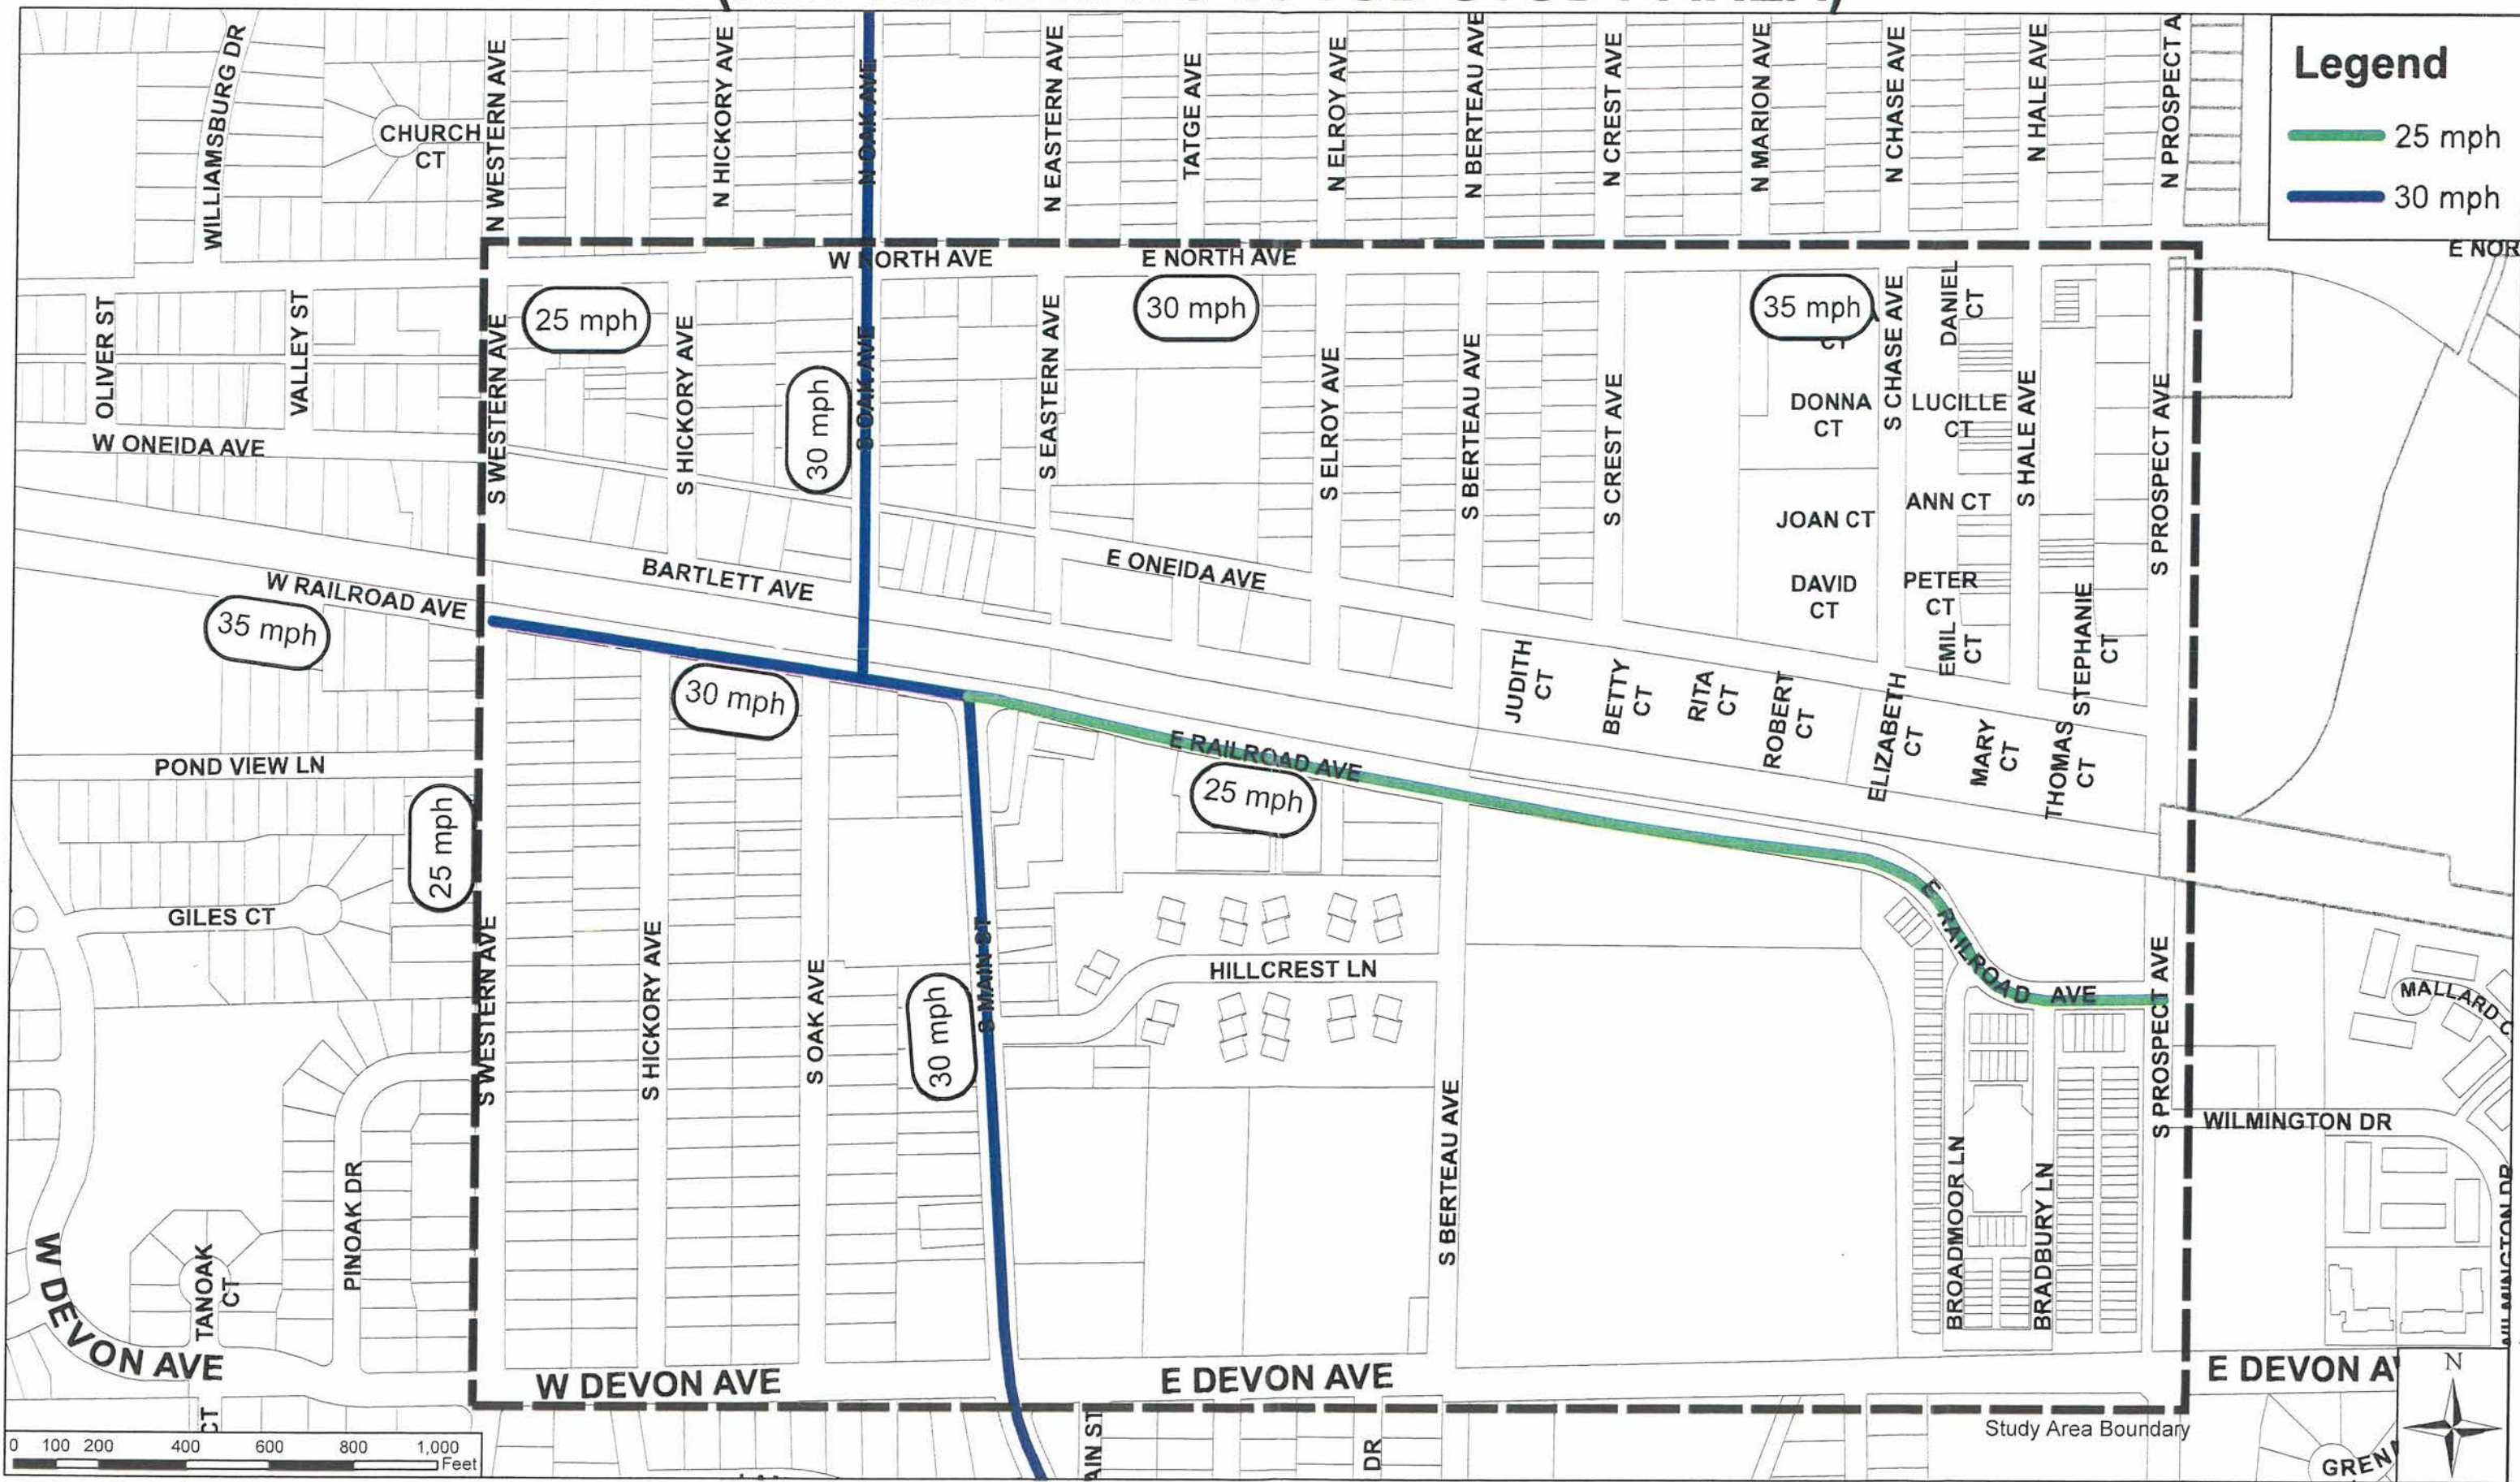 Legend
25 mph
30 mph
WILLIAMSBURG DR
CHURCH
CT
N WESTERN AVE
N HICKORY AVE
N OAK AVE
N EASTERN AVE
TATGE AVE
N ELROY AVE
N BERTEAU AVE
N CREST AVE
N MARION AVE
N CHASE AVE
N HALE AVE
N PROSPECT A
W NORTH AVE
E NORTH AVE
E NOR
OLIVER ST
VALLEY ST
S WESTERN AVE
25 mph
S HICKORY AVE
30 mph
S OAK AVE
S EASTERN AVE
30 mph
S ELROY AVE
S BERTEAU AVE
S CREST AVE
35 mph
CT
S CHASE AVE
DANIEL
CT
DONNA
CT
LUCILLE
CT
S HALE AVE
S PROSPECT AVE
W ONEIDA AVE
JOAN CT
ANN CT
BARTLETT AVE
E ONEIDA AVE
DAVID
CT
PETER
CT
EMIL
CT
STEPHANIE
CT
W RAILROAD AVE
35 mph
30 mph
JUDITH
CT
BETTY
CT
RITA
CT
ROBERT
CT
ELIZABETH
CT
MARY
CT
THOMAS
CT
E RAILROAD AVE
25 mph
POND VIEW LN
25 mph
GILES CT
S WESTERN AVE
S HICKORY AVE
S OAK AVE
30 mph
S MAIN ST
HILLCREST LN
E RAILROAD AVE
S PROSPECT AVE
MALLARD C
S BERTEAU AVE
WILMINGTON DR
WILMINGTON DR
BROADMOOR LN
BRADBURY LN
PINOAK DR
TANOAK
CT
W DEVON AVE
W DEVON AVE
E DEVON AVE
E DEVON AV
CT
AIN ST
DR
Study Area Boundary
N
GREN
0 100 200 400 600 800 1,000
Feet